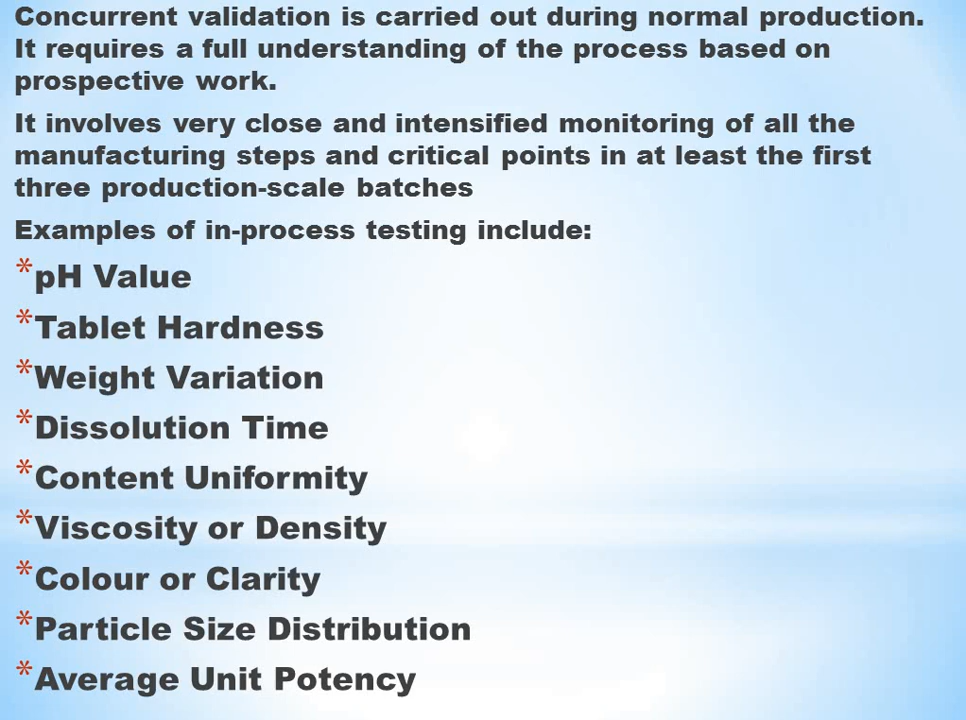 Concurrent validation is carried out during normal production.
It requires a full understanding of the process based on
prospective work.
It involves very close and intensified monitoring of all the
manufacturing steps and critical points in at least the first
three production-scale batches
Examples of in-process testing include:
*pH Value
*Tablet Hardness
*Weight Variation
*Dissolution Time
*Content Uniformity
*Viscosity or Density
*Colour or Clarity
*Particle Size Distribution
*Average Unit Potency